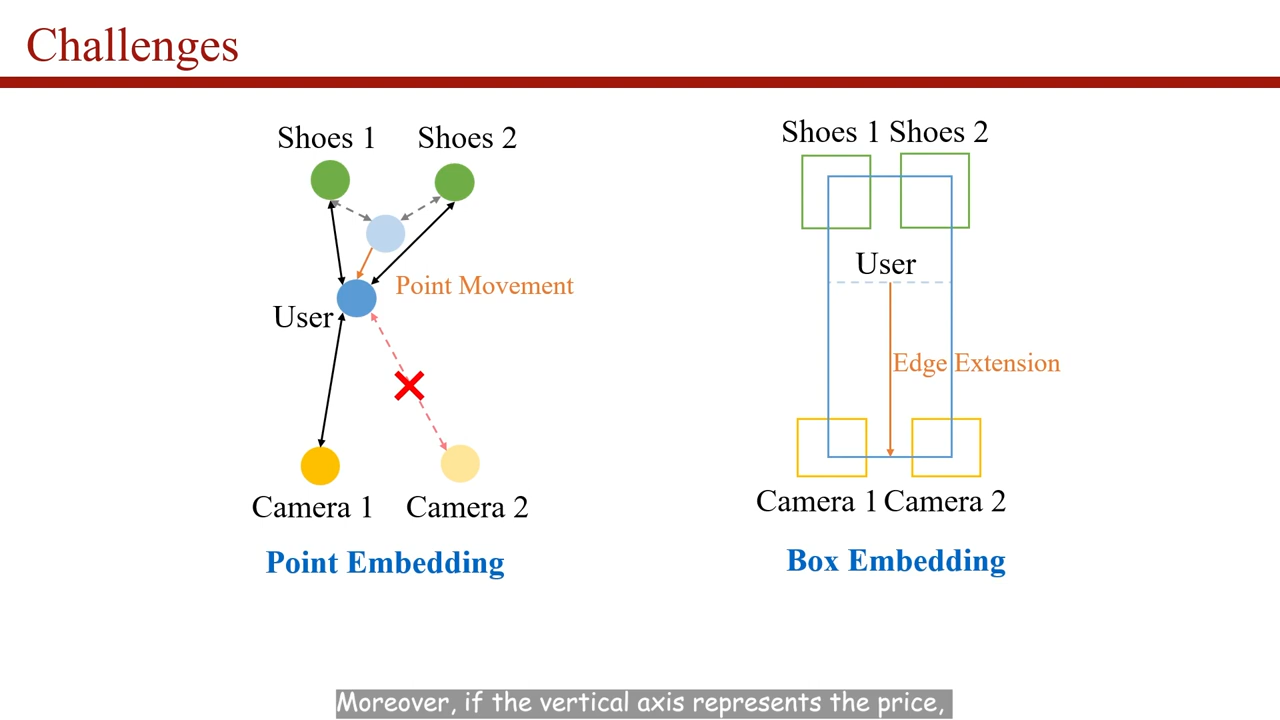 Challenges
Shoes 1 Shoes 2
Point Movement
User
Camera 1 Camera 2
Point Embedding
Shoes 1 Shoes 2
User
Edge Extension
Camera 1 Camera 2
Box Embedding
Moreover, if the vertical axis represents the price,